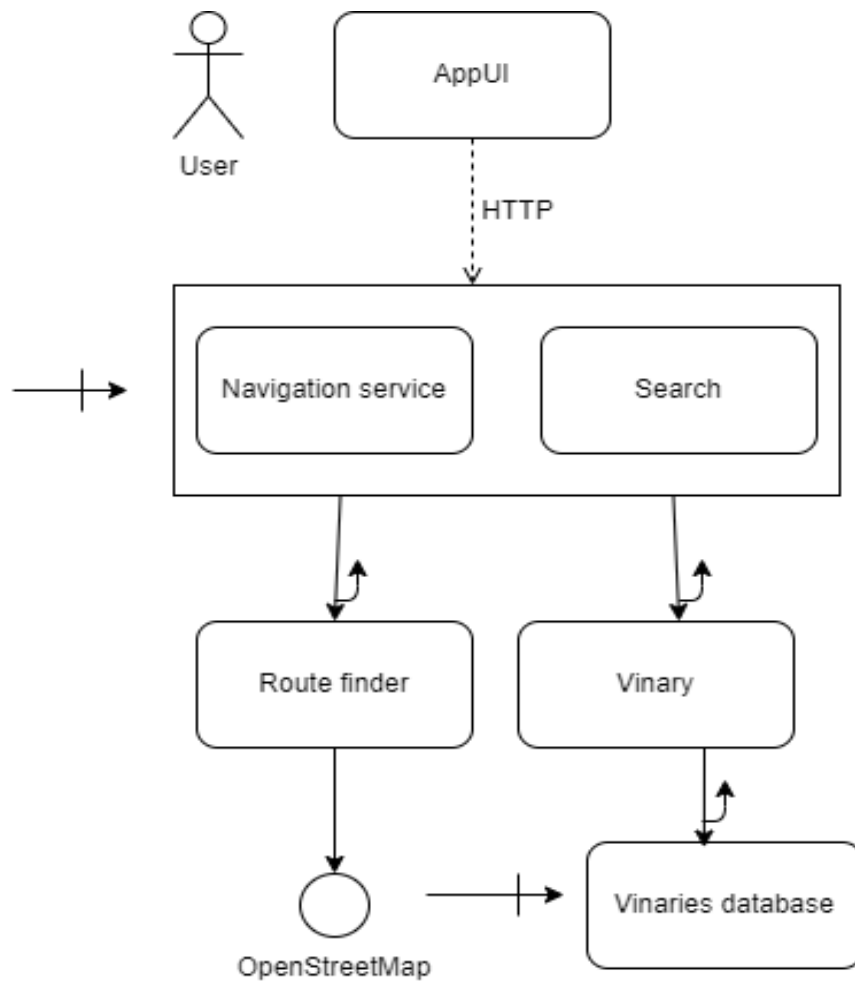 AppUI
User
HTTP
Navigation service
Search
Route finder
Vinary
Vinaries database
OpenStreetMap